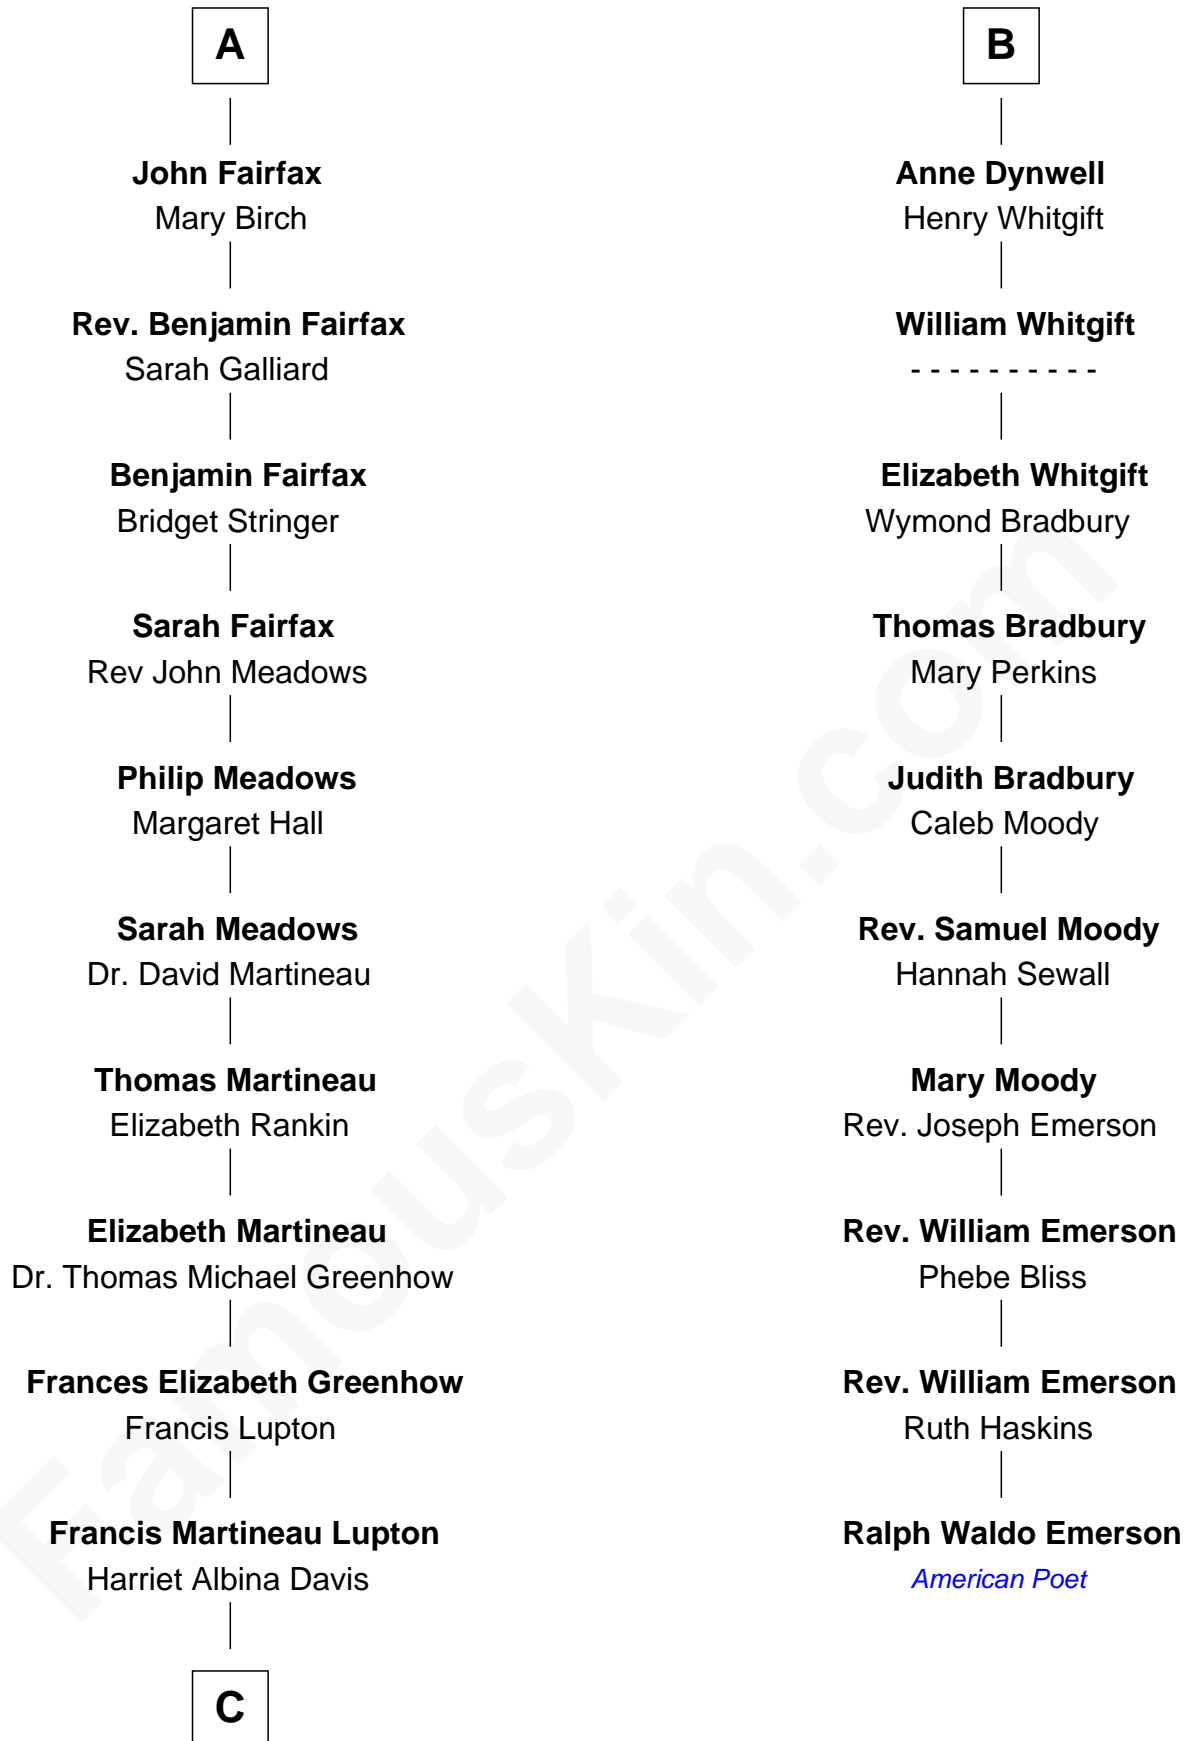 A
John Fairfax
Mary Birch
Rev. Benjamin Fairfax
Sarah Galliard
Benjamin Fairfax
Bridget Stringer
Sarah Fairfax
Rev John Meadows
Philip Meadows
Margaret Hall
Sarah Meadows
Dr. David Martineau
Thomas Martineau
Elizabeth Rankin
Elizabeth Martineau
Dr. Thomas Michael Greenhow
Frances Elizabeth Greenhow
Francis Lupton
Francis Martineau Lupton
Harriet Albina Davis
C
B
Anne Dynwell
Henry Whitgift
William Whitgift
- - - - - - - - - -
Elizabeth Whitgift
Wymond Bradbury
Thomas Bradbury
Mary Perkins
Judith Bradbury
Caleb Moody
Rev. Samuel Moody
Hannah Sewall
Mary Moody
Rev. Joseph Emerson
Rev. William Emerson
Phebe Bliss
Rev. William Emerson
Ruth Haskins
Ralph Waldo Emerson
American Poet
FamousKin.com